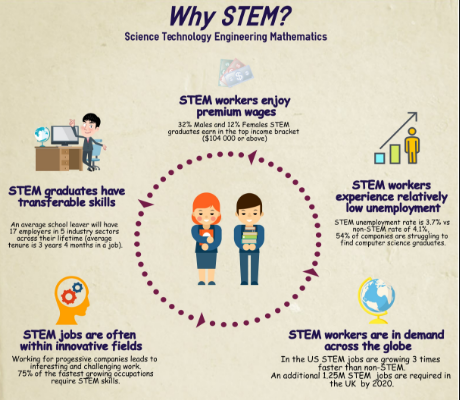 Why STEM?
Science Technology Engineering Mathematics
STEM workers enjoy
premium wages
32% Males and 12% Females STEM
graduates earn in the top income bracket
($104 000 or above)
STEM graduates have
transferable skills
An average school leaver will have
17 employers in 5 industry sectors
across their lifetime (average
tenure is 3 years 4 months in a job).
STEM workers
experience relatively
low unemployment
STEM unemployment rate is 3.7% vs
non-STEM rate of 4.1%.
54% of companies are struggling to
find computer science graduates.
STEM jobs are often
within innovative fields
Working for progressive companies leads to
interesting and challenging work.
75% of the fastest growing occupations
require STEM skills.
STEM workers are in demand
across the globe
In the US STEM jobs are growing 3 times
faster than non-STEM.
An additional 1.25M STEM jobs are required in
the UK by 2020.